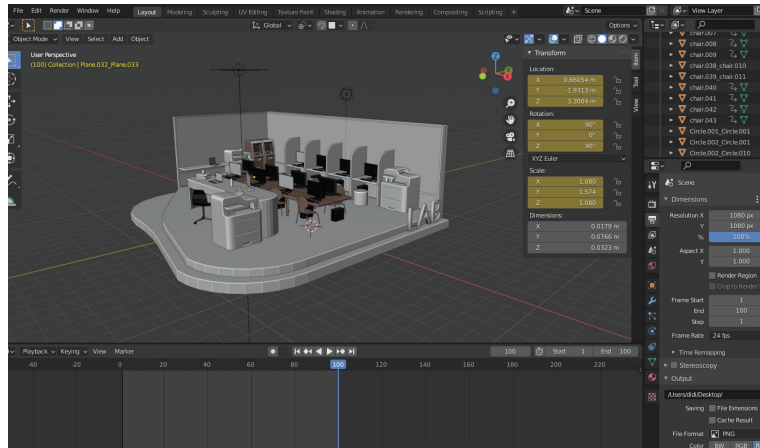 File Edit Render Window Help Layout Modeling Sculpting UV Editing Texture Paint Shading Animation Rendering Compositing Scripting + Scene View Layer
Global Options
Object Mode View Select Add Object
User Perspective
(100) Collection | Plane.032_Plane.033
Transform
Location:
X 0.66054 m
Y -1.9313 m
Z 3.3004 m
Rotation:
X 90°
Y 0°
Z 90°
XYZ Euler
Scale:
X 1.080
Y 1.574
Z 1.080
Dimensions:
X 0.0179 m
Y 0.0766 m
Z 0.0323 m
Item
Tool
View
Z
LAB
chair.007
chair.008
chair.009
chair.038_chair.010
chair.039_chair.011
chair.040
chair.041
chair.042
chair.043
Circle.001_Circle.001
Circle.002_Circle.001
Circle.002_Circle.010
Scene
Dimensions
Resolution X 1080 px
Y 1080 px
% 100%
Aspect X 1.000
Y 1.000
Render Region
Crop to Render
Frame Start 1
End 100
Step 1
Frame Rate 24 fps
Time Remapping
Stereoscopy
Output
/Users/didi/Desktop/
Saving File Extensions
Cache Result
File Format PNG
Color BW RGB
Playback Keying View Marker 100 Start 1 End 100
-40 -20 0 20 40 60 80 100 120 140 160 180 200 220